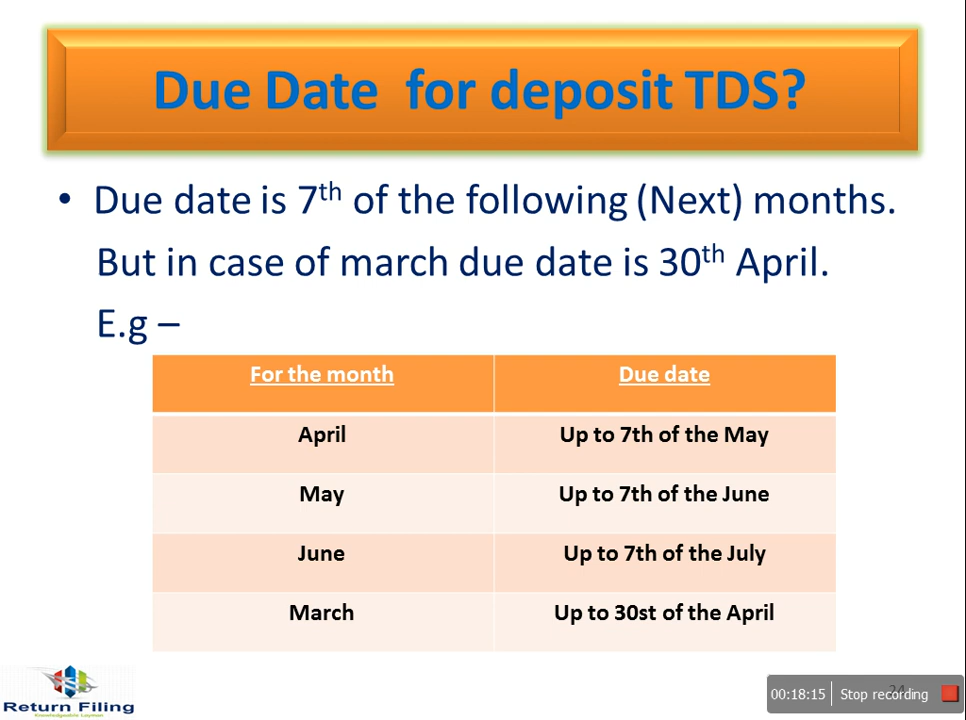 Due Date for deposit TDS?
• Due date is 7th of the following (Next) months.
But in case of march due date is 30th April.
E.g –
For the month Due date
April Up to 7th of the May
May Up to 7th of the June
June Up to 7th of the July
March Up to 30st of the April
Return Filing
Knowledgeable Layman
00:18:15 Stop recording
24